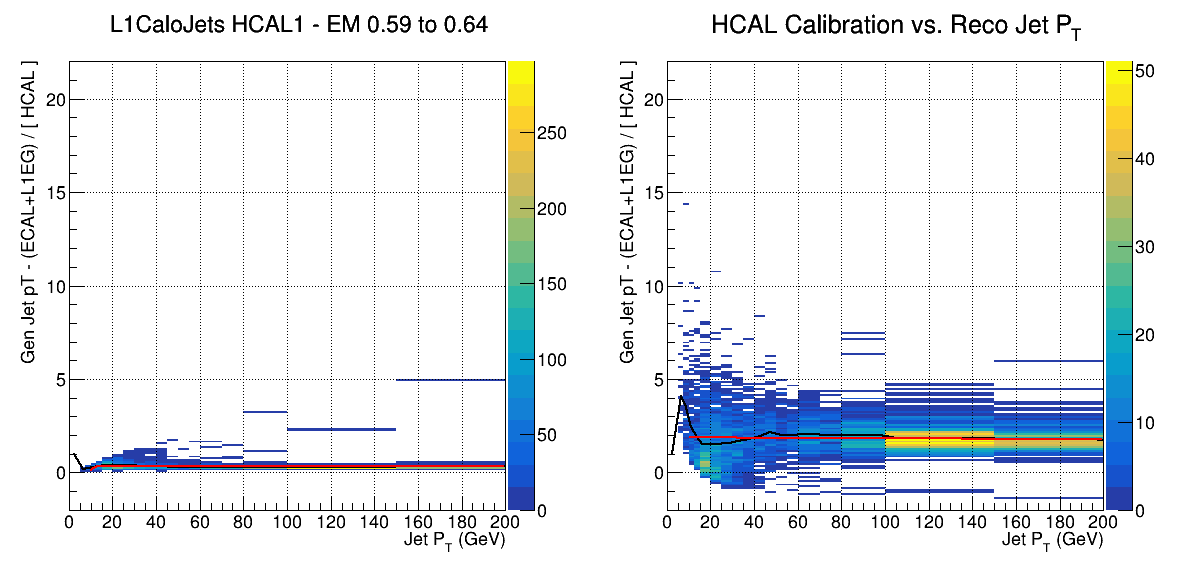 L1CaloJets HCAL1 - EM 0.59 to 0.64
Gen Jet pT - (ECAL+L1EG) / [ HCAL ]
20
15
10
5
0
0 20 40 60 80 100 120 140 160 180 200
Jet P_T (GeV)
250
200
150
100
50
0
HCAL Calibration vs. Reco Jet P_T
Gen Jet pT - (ECAL+L1EG) / [ HCAL ]
20
15
10
5
0
0 20 40 60 80 100 120 140 160 180 200
Jet P_T (GeV)
50
40
30
20
10
0